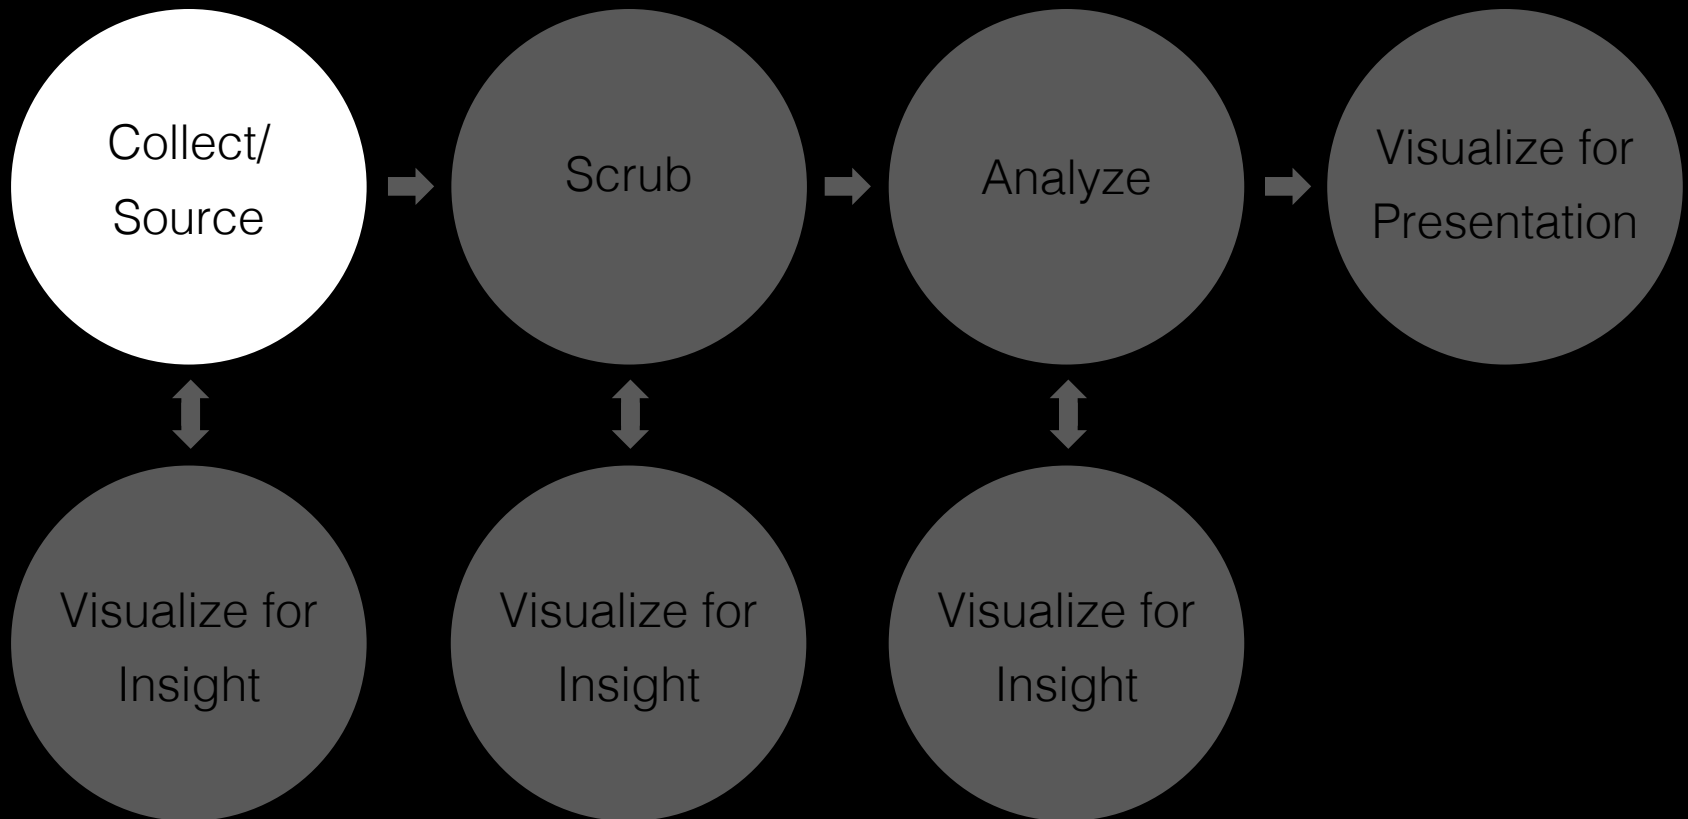 Collect/
Source
Scrub
Analyze
Visualize for
Presentation
Visualize for
Insight
Visualize for
Insight
Visualize for
Insight